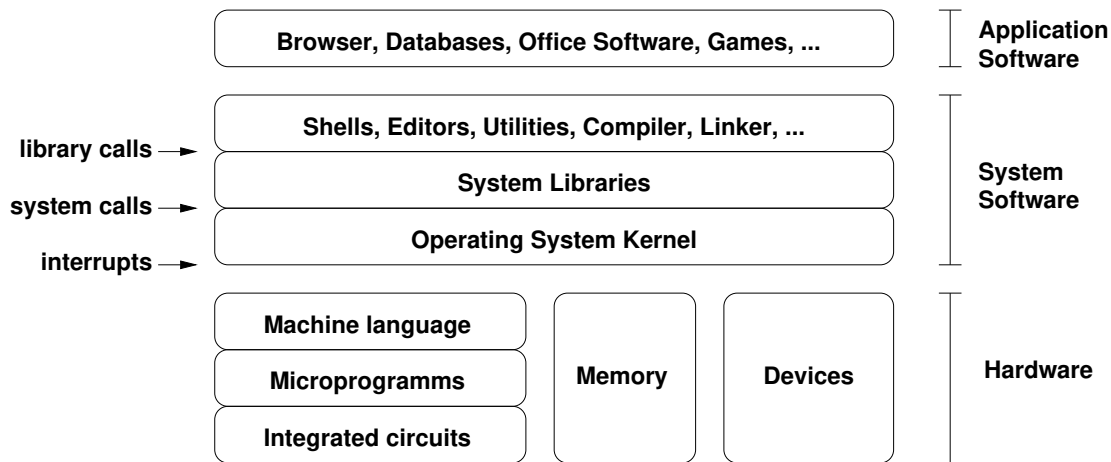 Browser, Databases, Office Software, Games, ...
Application
Software
Shells, Editors, Utilities, Compiler, Linker, ...
library calls
System Libraries
System
Software
system calls
Operating System Kernel
interrupts
Machine language
Microprogramms
Integrated circuits
Memory
Devices
Hardware